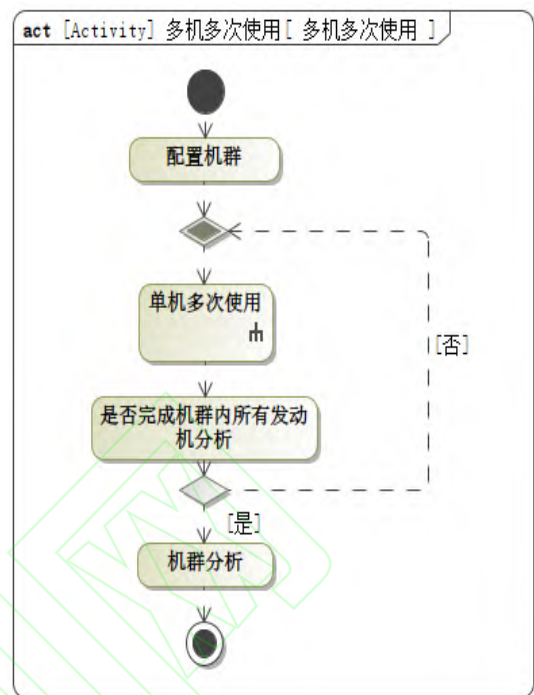 act [Activity] 多机多次使用[ 多机多次使用 ]
配置机群
单机多次使用
[否]
是否完成机群内所有发动
机分析
[是]
机群分析